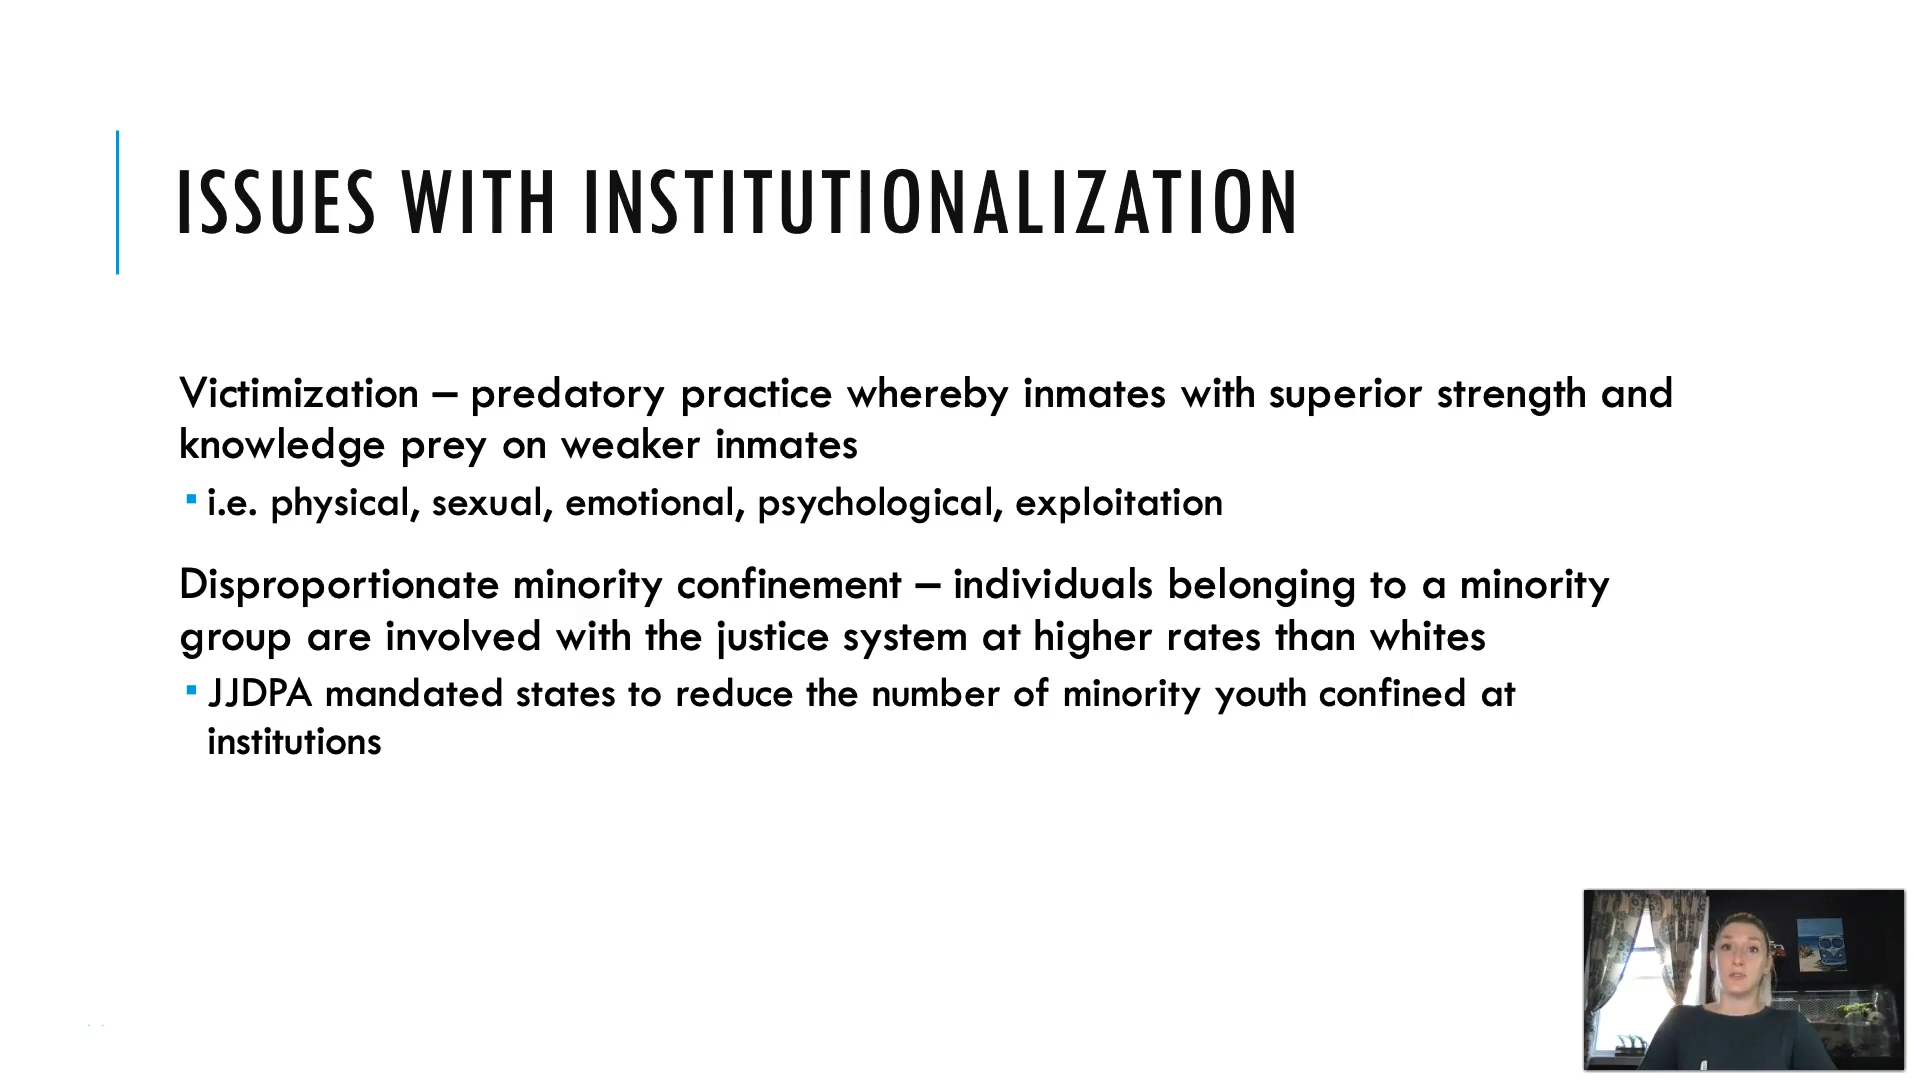 ISSUES WITH INSTITUTIONALIZATION
Victimization – predatory practice whereby inmates with superior strength and
knowledge prey on weaker inmates
▪ i.e. physical, sexual, emotional, psychological, exploitation
Disproportionate minority confinement – individuals belonging to a minority
group are involved with the justice system at higher rates than whites
▪ JJDPA mandated states to reduce the number of minority youth confined at
institutions